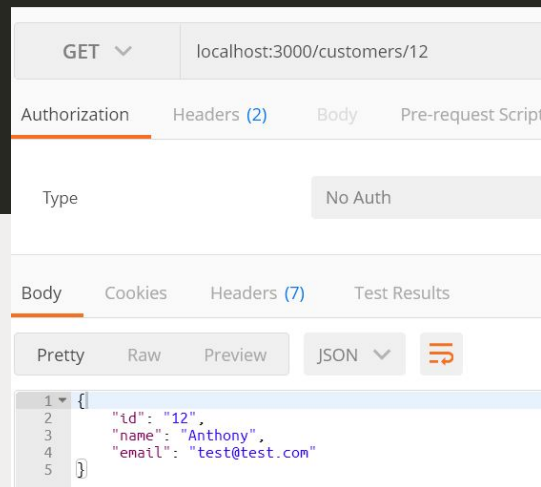 GET localhost:3000/customers/12
Authorization Headers (2) Body Pre-request Script
Type No Auth
Body Cookies Headers (7) Test Results
Pretty Raw Preview JSON
1 {
2 "id": "12",
3 "name": "Anthony",
4 "email": "test@test.com"
5 }